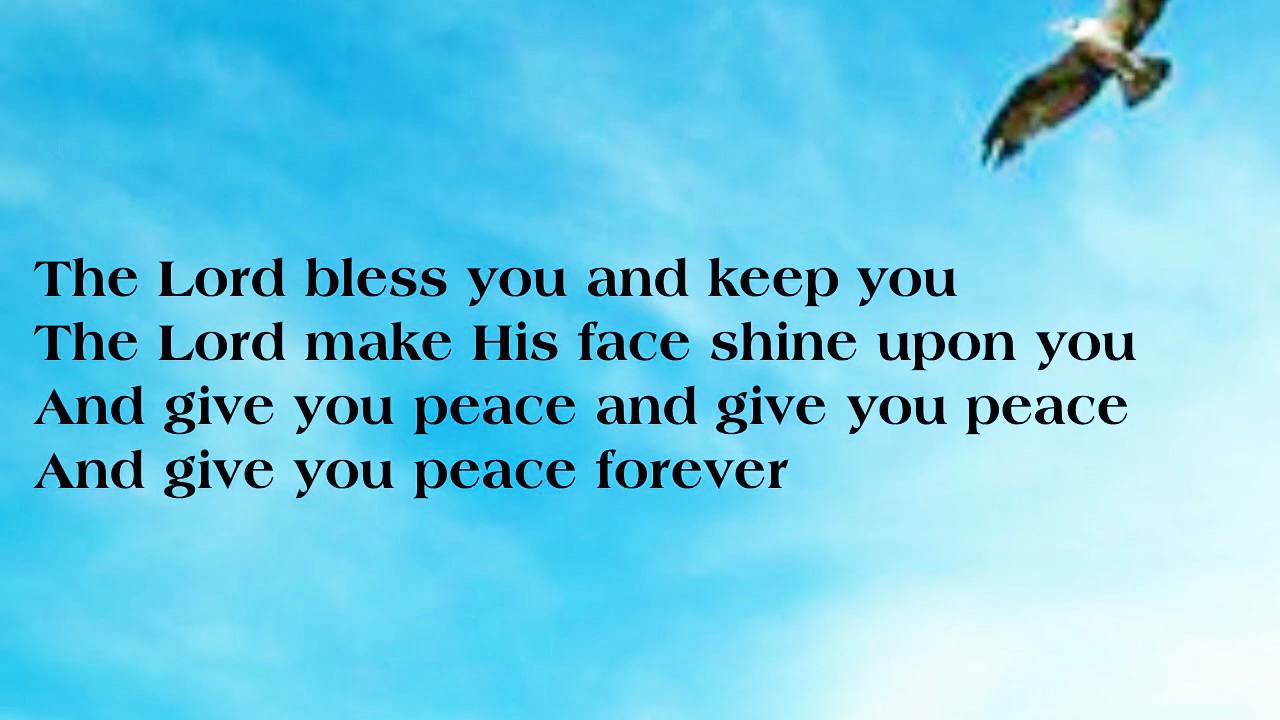 The Lord bless you and keep you
The Lord make His face shine upon you
And give you peace and give you peace
And give you peace forever